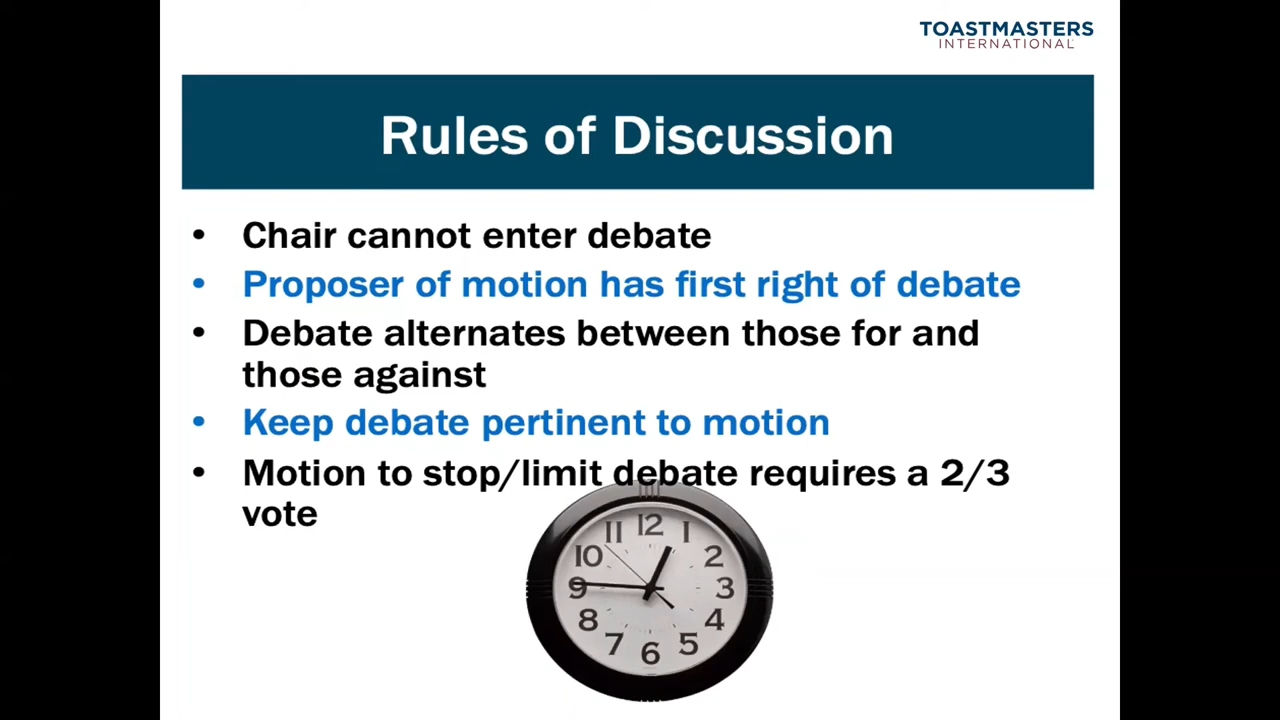 TOASTMASTERS
INTERNATIONAL
Rules of Discussion
• Chair cannot enter debate
• Proposer of motion has first right of debate
• Debate alternates between those for and
those against
• Keep debate pertinent to motion
• Motion to stop/limit debate requires a 2/3
vote
12
11 1
10 2
9 3
8 4
7 5
6